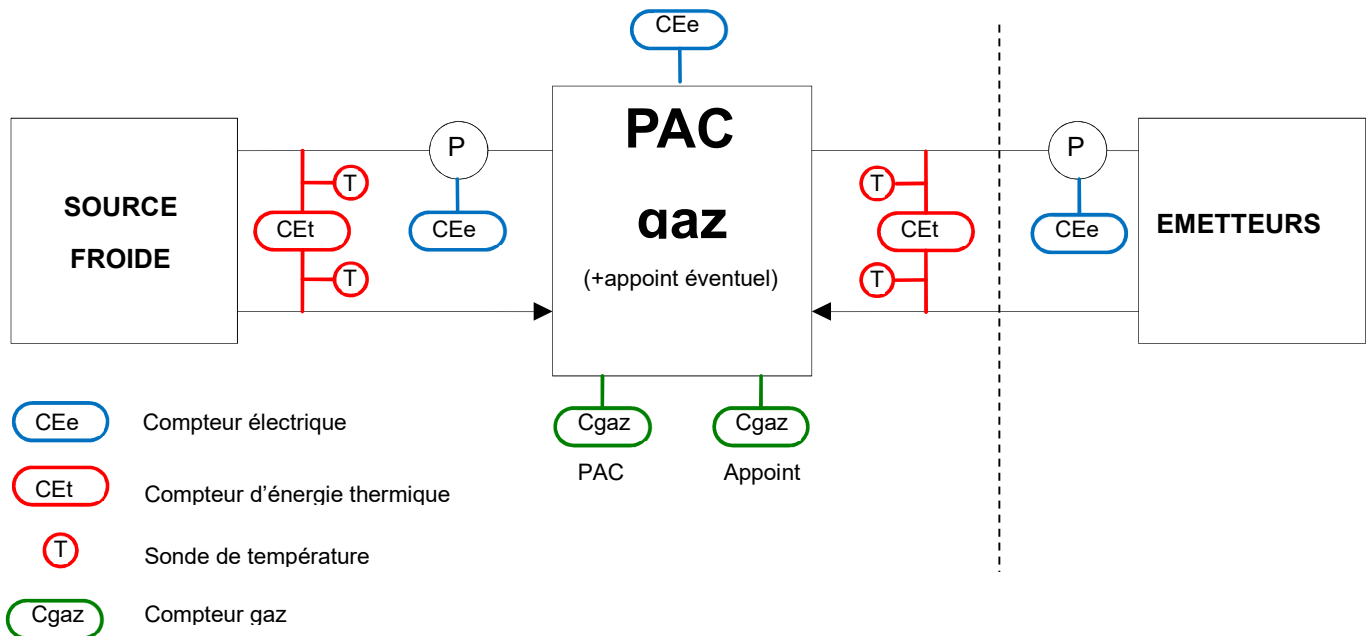 CEe
PAC
gaz
(+appoint éventuel)
SOURCE
FROIDE
T
CEt
T
P
CEe
T
CEt
T
P
CEe
EMETTEURS
Cgaz
PAC
Cgaz
Appoint
CEe Compteur électrique
CEt Compteur d'énergie thermique
T Sonde de température
Cgaz Compteur gaz